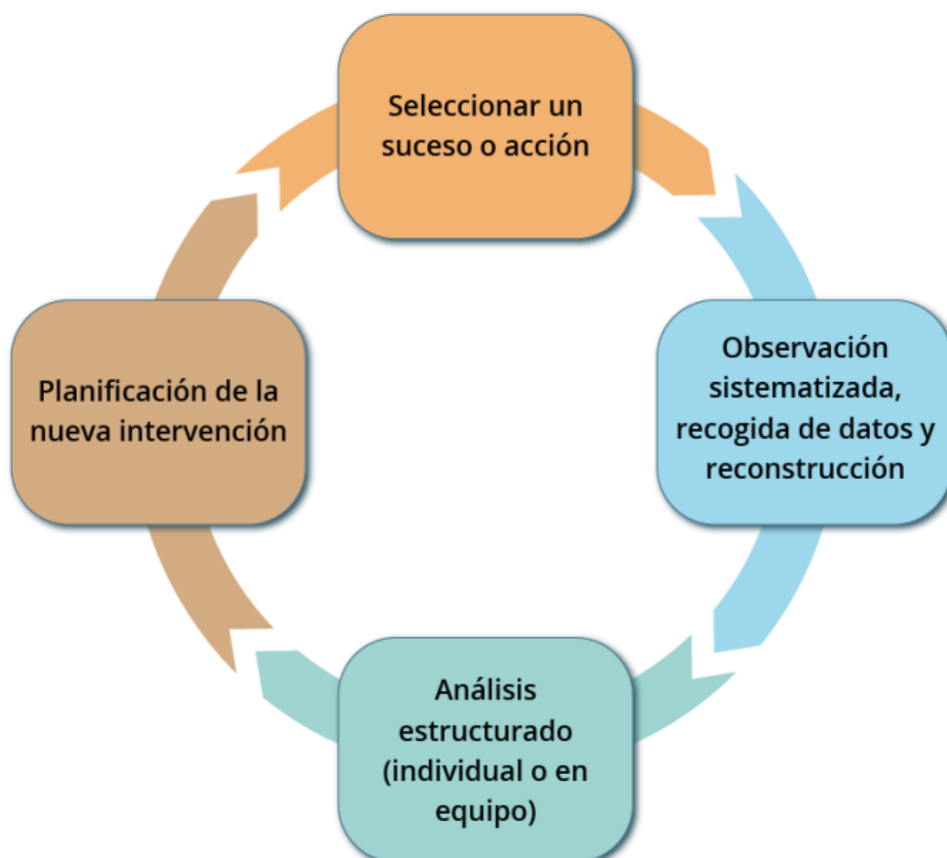 Seleccionar un
suceso o acción
Observación
sistematizada,
recogida de datos y
reconstrucción
Análisis
estructurado
(individual o en
equipo)
Planificación de la
nueva intervención